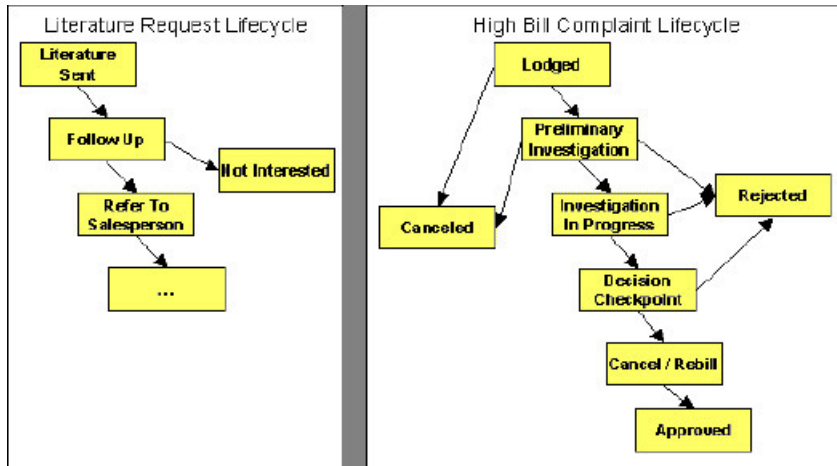 Literature Request Lifecycle
Literature
Sent
Follow Up
Not Interested
Refer To
Salesperson
...
High Bill Complaint Lifecycle
Lodged
Preliminary
Investigation
Rejected
Investigation
In Progress
Canceled
Decision
Checkpoint
Cancel / Rebill
Approved